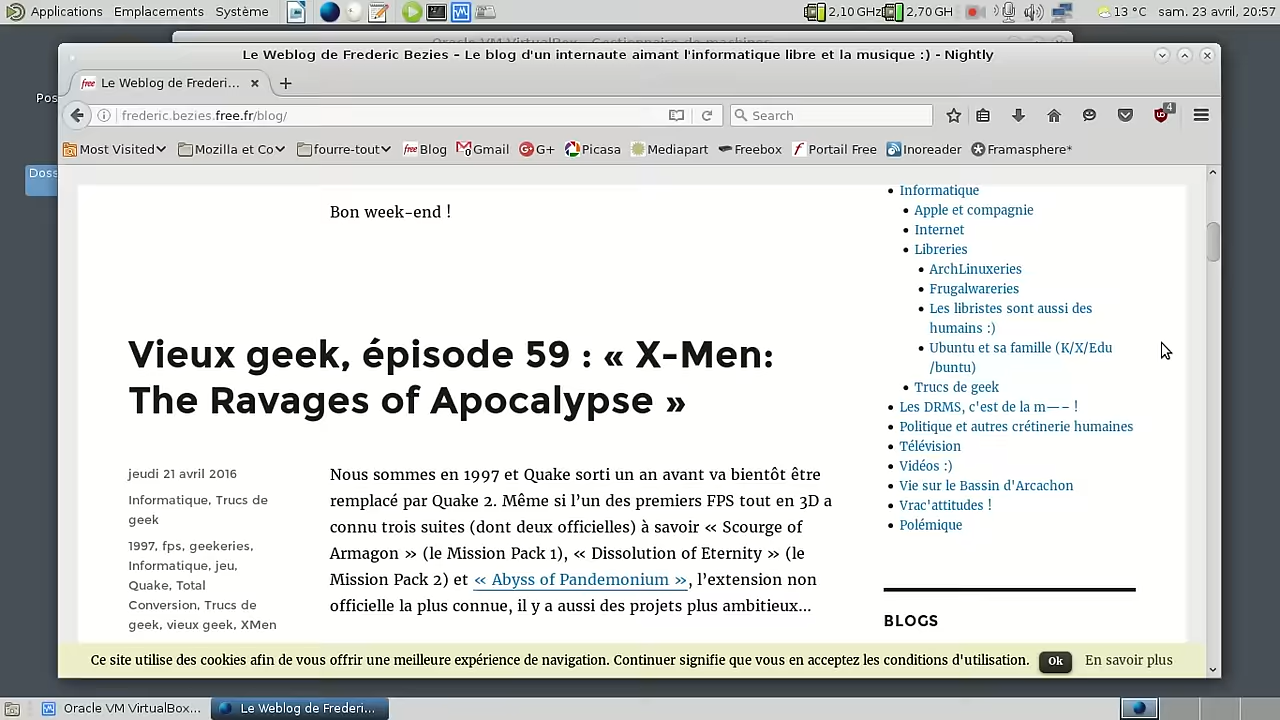 Applications Emplacements Système 2,10 GHz 2,70 GH 13 °C sam. 23 avril, 20:57
Le Weblog de Frederic Bezies – Le blog d'un internaute aimant l'informatique libre et la musique :) - Nightly
free Le Weblog de Frederi...
Pos
frederic.bezies.free.fr/blog/ Search 4
Most Visited Mozilla et Co fourre-tout free Blog Gmail G+ Picasa Mediapart Freebox Portail Free Inoreader Framasphere*
Doss
Bon week-end !
Vieux geek, épisode 59 : « X-Men:
The Ravages of Apocalypse »
jeudi 21 avril 2016
Informatique, Trucs de
geek
1997, fps, geekeries,
Informatique, jeu,
Quake, Total
Conversion, Trucs de
geek, vieux geek, XMen
Nous sommes en 1997 et Quake sorti un an avant va bientôt être
remplacé par Quake 2. Même si l'un des premiers FPS tout en 3D a
connu trois suites (dont deux officielles) à savoir « Scourge of
Armagon » (le Mission Pack 1), « Dissolution of Eternity » (le
Mission Pack 2) et « Abyss of Pandemonium », l'extension non
officielle la plus connue, il y a aussi des projets plus ambitieux…
Informatique
Apple et compagnie
Internet
Libreries
ArchLinuxeries
Frugalwareries
Les libristes sont aussi des
humains :)
Ubuntu et sa famille (K/X/Edu
/buntu)
Trucs de geek
Les DRMS, c'est de la m—– !
Politique et autres crétinerie humaines
Télévision
Vidéos :)
Vie sur le Bassin d'Arcachon
Vrac'attitudes !
Polémique
BLOGS
Ce site utilise des cookies afin de vous offrir une meilleure expérience de navigation. Continuer signifie que vous en acceptez les conditions d'utilisation. Ok En savoir plus
Oracle VM VirtualBox... Le Weblog de Frederi...